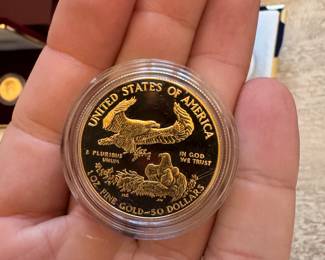 UNITED STATES OF AMERICA
E PLURIBUS
UNUM
IN GOD
WE TRUST
1 OZ. FINE GOLD~50 DOLLARS